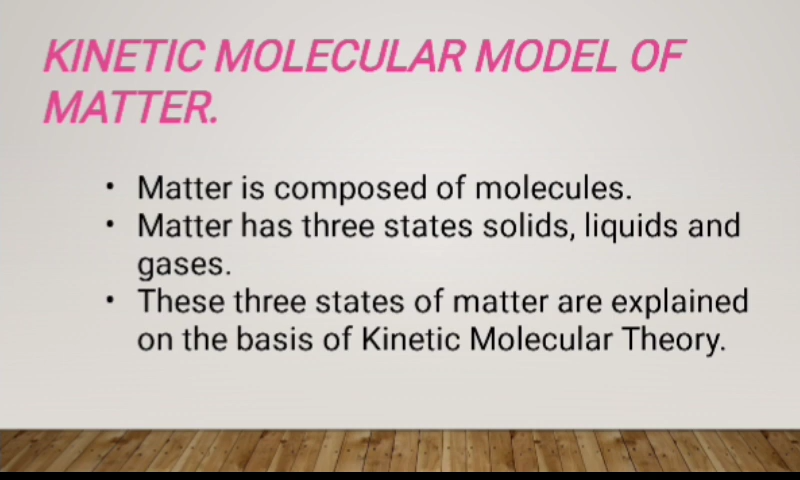 KINETIC MOLECULAR MODEL OF
MATTER.
• Matter is composed of molecules.
• Matter has three states solids, liquids and
gases.
• These three states of matter are explained
on the basis of Kinetic Molecular Theory.